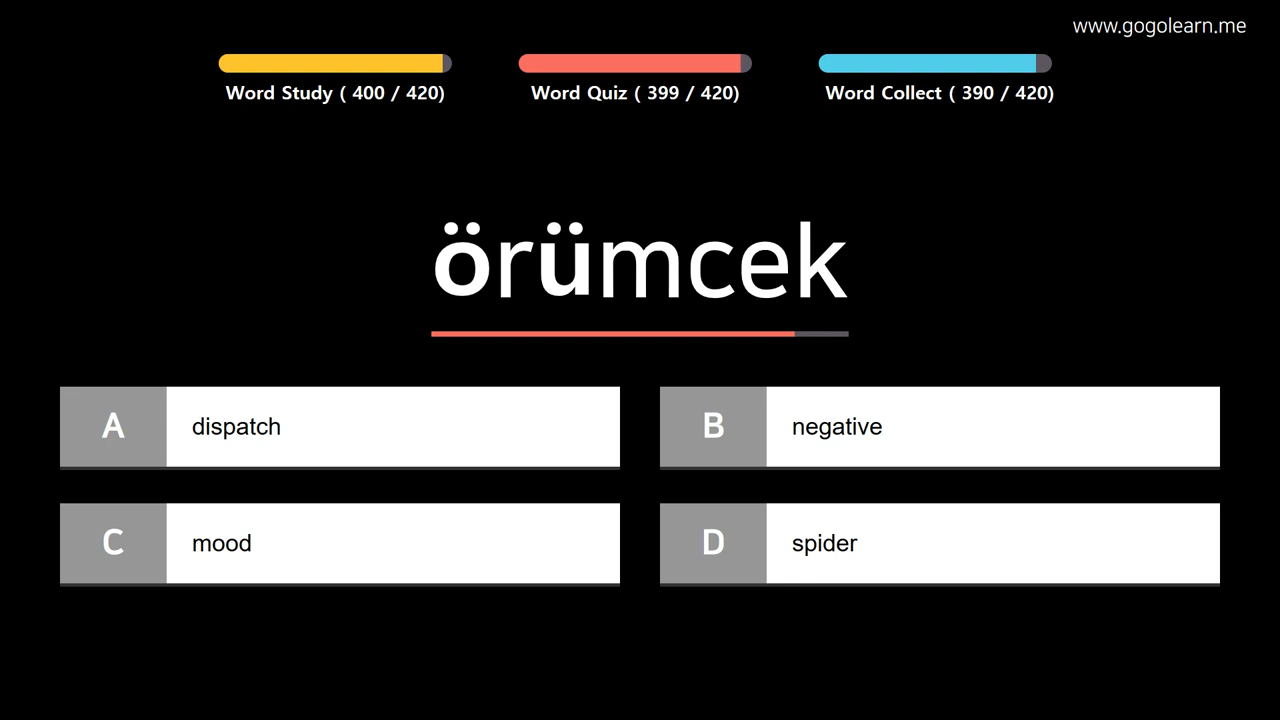 www.gogolearn.me
Word Study ( 400 / 420)
Word Quiz ( 399 / 420)
Word Collect ( 390 / 420)
örümcek
A dispatch
B negative
C mood
D spider